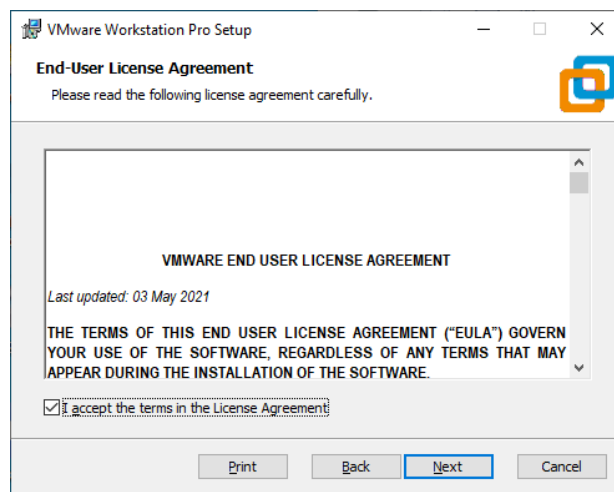 VMware Workstation Pro Setup
End-User License Agreement
Please read the following license agreement carefully.
VMWARE END USER LICENSE AGREEMENT
Last updated: 03 May 2021
THE TERMS OF THIS END USER LICENSE AGREEMENT (“EULA”) GOVERN
YOUR USE OF THE SOFTWARE, REGARDLESS OF ANY TERMS THAT MAY
APPEAR DURING THE INSTALLATION OF THE SOFTWARE.
I accept the terms in the License Agreement
Print Back Next Cancel